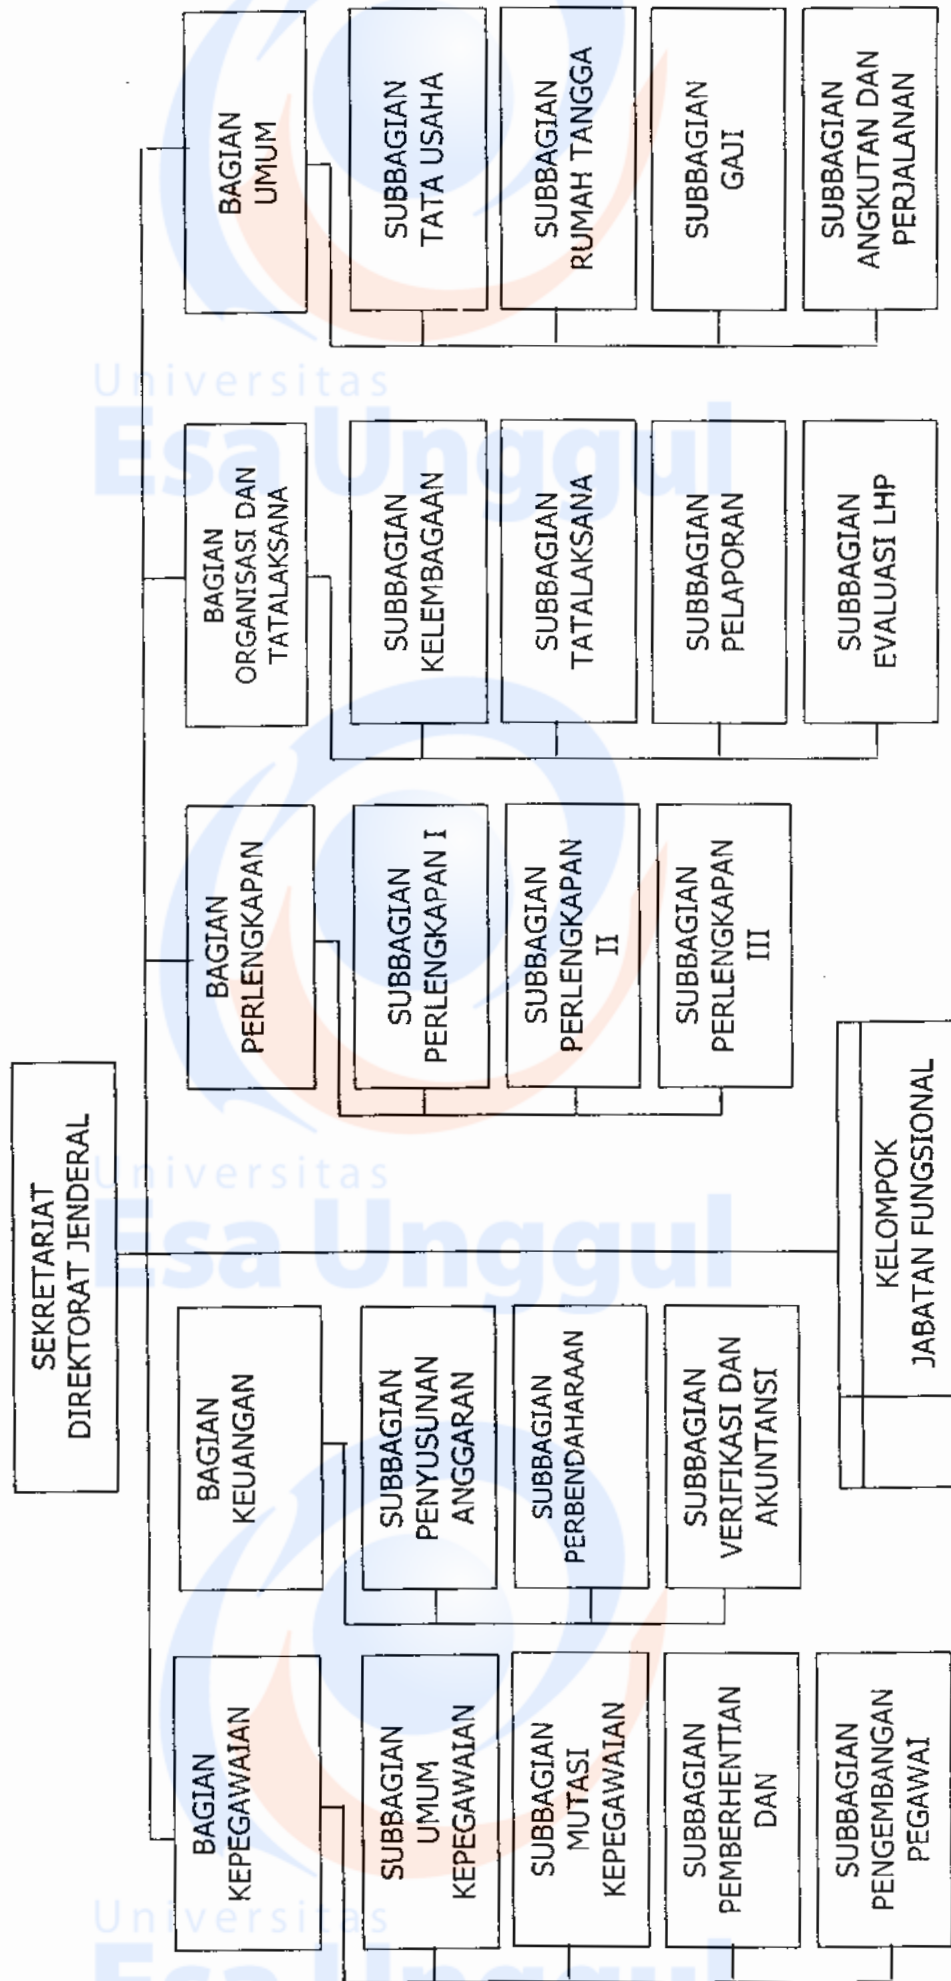 SEKRETARIAT
DIREKTORAT JENDERAL
BAGIAN
KEPEGAWAIAN
SUBBAGIAN
UMUM
KEPEGAWAIAN
SUBBAGIAN
MUTASI
KEPEGAWAIAN
SUBBAGIAN
PEMBERHENTIAN
DAN
SUBBAGIAN
PENGEMBANGAN
PEGAWAI
BAGIAN
KEUANGAN
SUBBAGIAN
PENYUSUNAN
ANGGARAN
SUBBAGIAN
PERBENDAHARAAN
SUBBAGIAN
VERIFIKASI DAN
AKUNTANSI
BAGIAN
PERLENGKAPAN
SUBBAGIAN
PERLENGKAPAN I
SUBBAGIAN
PERLENGKAPAN
II
SUBBAGIAN
PERLENGKAPAN
III
BAGIAN
ORGANISASI DAN
TATALAKSANA
SUBBAGIAN
KELEMBAGAAN
SUBBAGIAN
TATALAKSANA
SUBBAGIAN
PELAPORAN
SUBBAGIAN
EVALUASI LHP
BAGIAN
UMUM
SUBBAGIAN
TATA USAHA
SUBBAGIAN
RUMAH TANGGA
SUBBAGIAN
GAJI
SUBBAGIAN
ANGKUTAN DAN
PERJALANAN
KELOMPOK
JABATAN FUNGSIONAL
Universitas
Esa Unggul
Universitas
Esa Unggul
Universitas
Esa Unggul